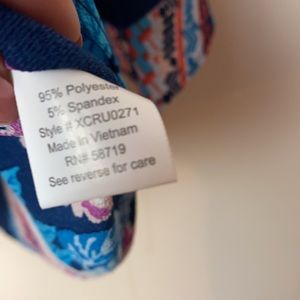 95% Polyester
5% Spandex
Style # XCRU0271
Made in Vietnam
RN# 58719
See reverse for care